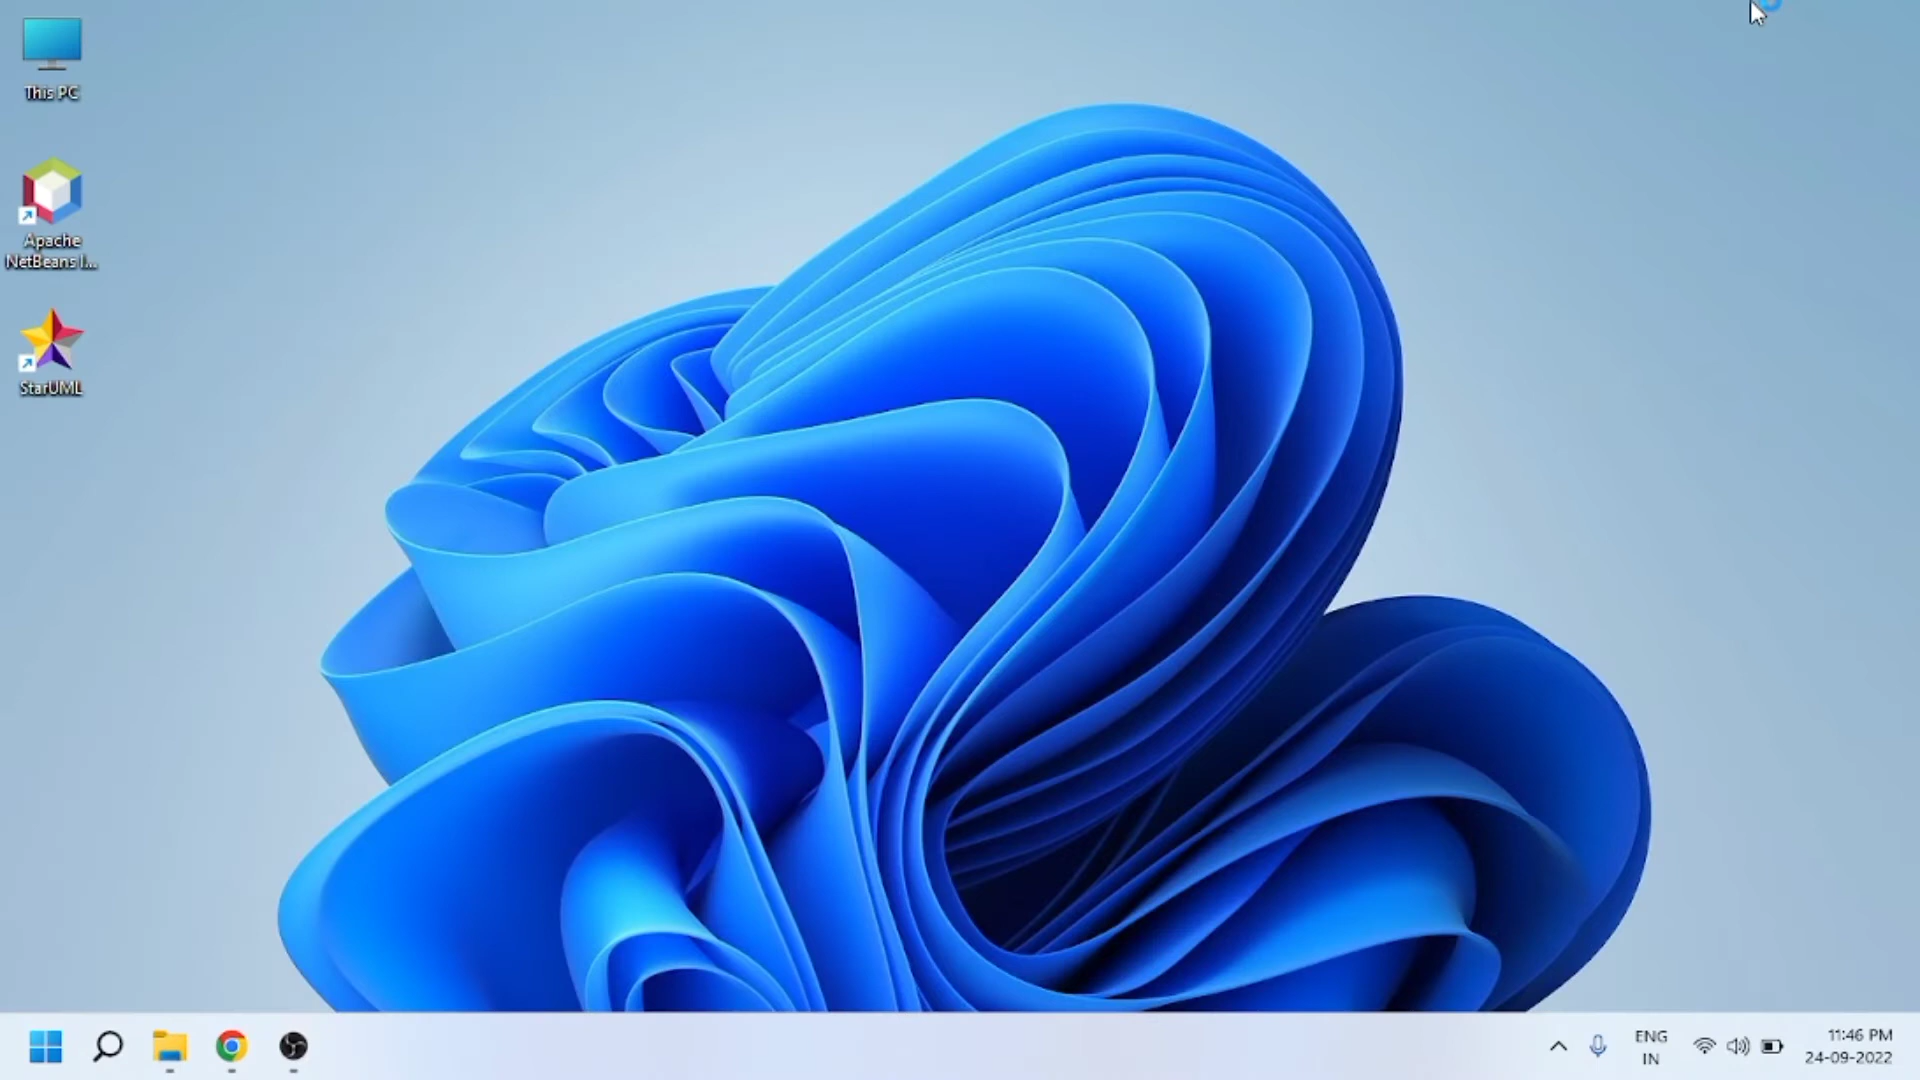 This PC
Apache
NetBeans I...
StarUML
ENG
IN
11:46 PM
24-09-2022